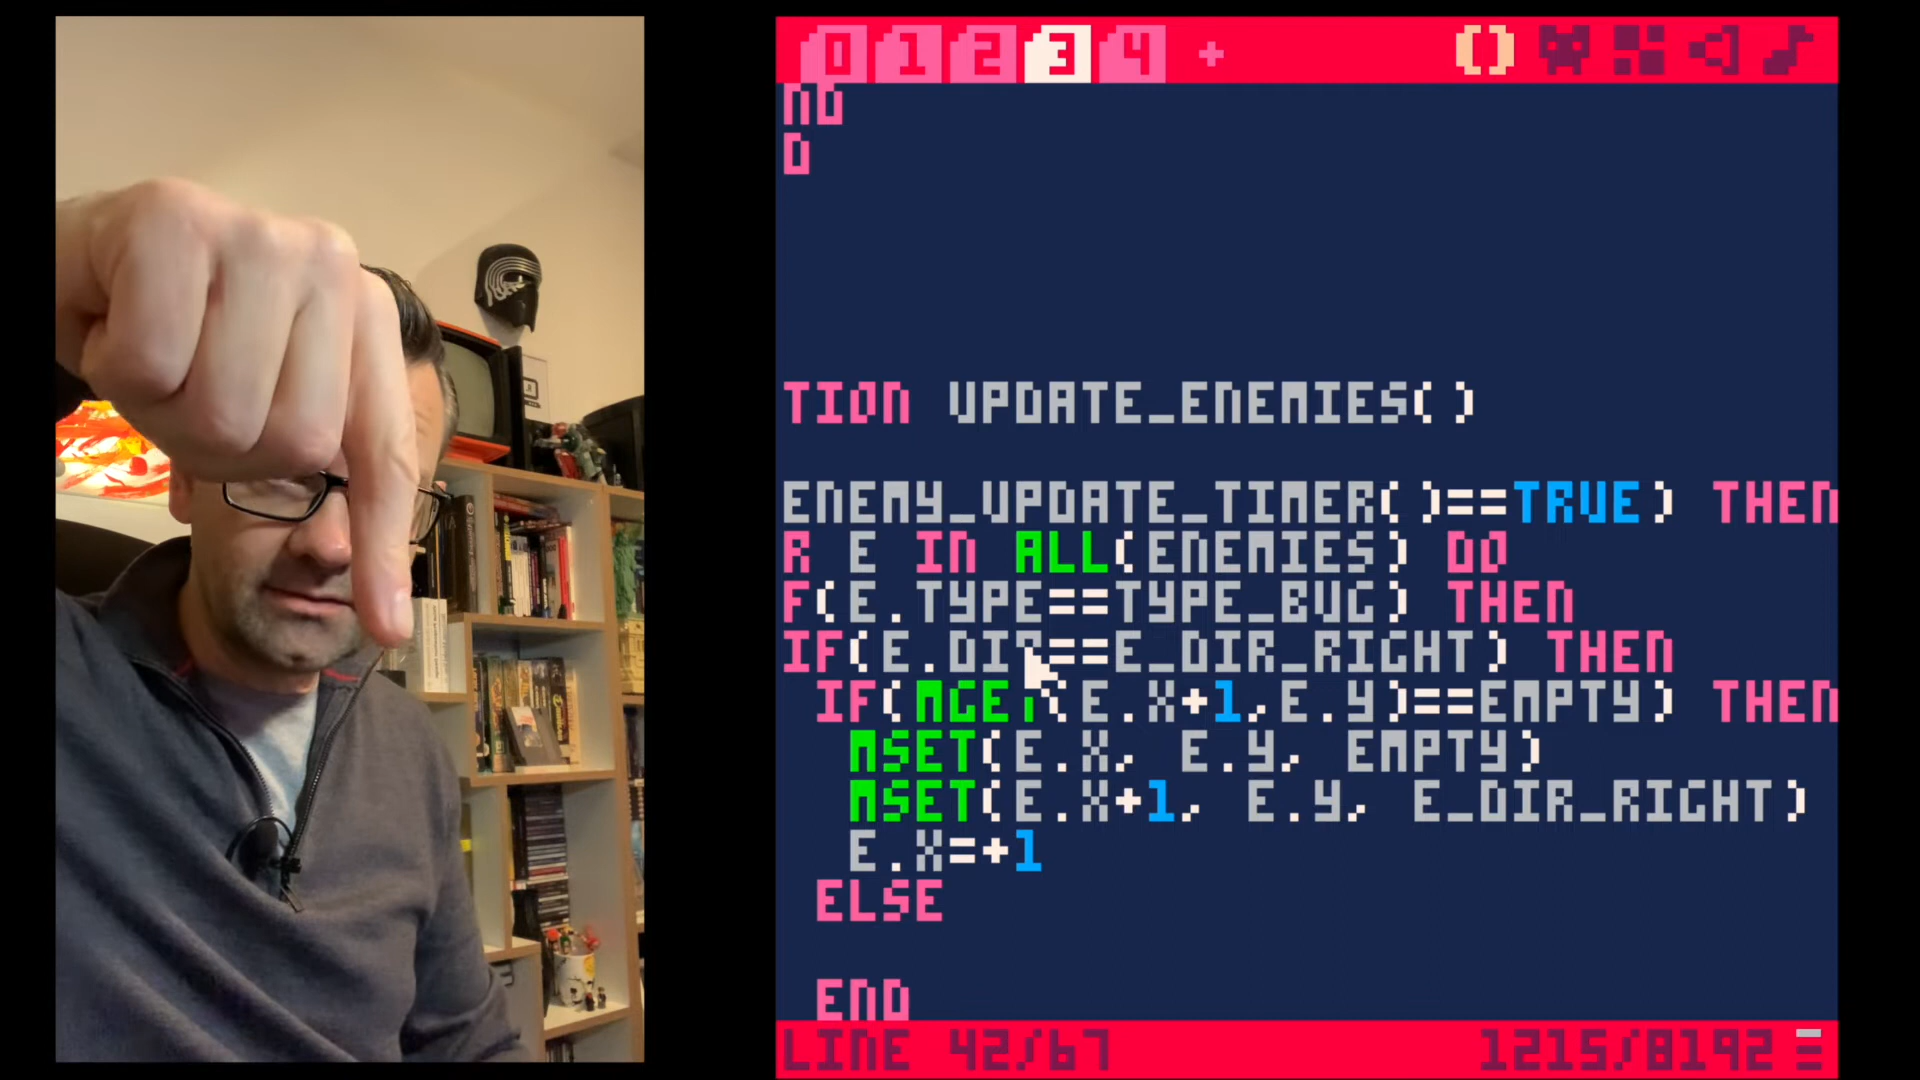 0 1 2 3 4 +
ND
D
TION UPDATE_ENEMIES()
ENEMY_UPDATE_TIMER()==TRUE) THEN
R E IN ALL(ENEMIES) DO
F(E.TYPE==TYPE_BUG) THEN
IF(E.DIR==E_DIR_RIGHT) THEN
IF(MGET(E.X+1,E.Y)==EMPTY) THEN
MSET(E.X, E.Y, EMPTY)
MSET(E.X+1, E.Y, E_DIR_RIGHT)
E.X=+1
ELSE
END
LINE 42/67
1215/8192